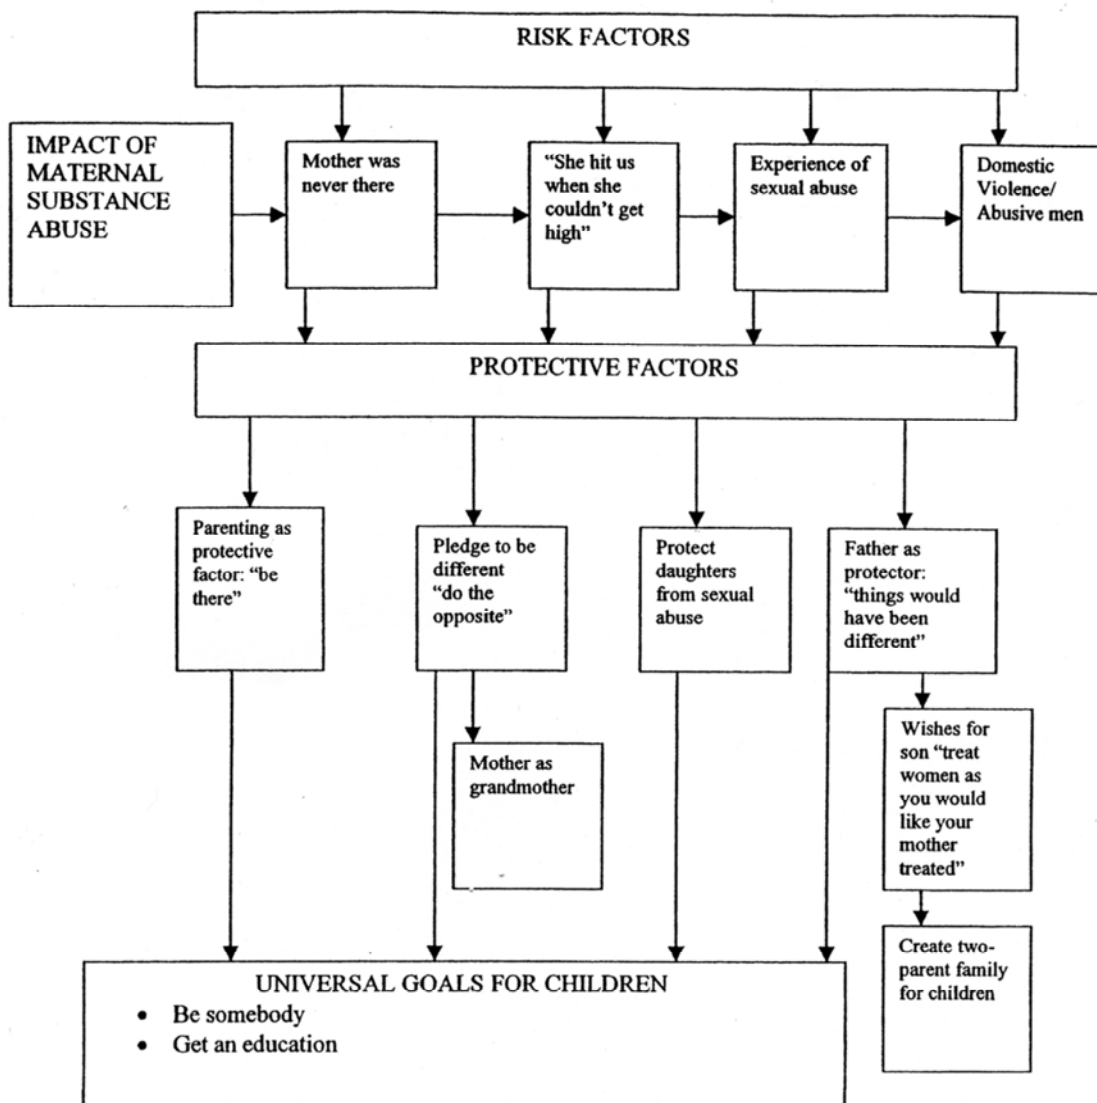 RISK FACTORS
IMPACT OF
MATERNAL
SUBSTANCE
ABUSE
Mother was
never there
“She hit us
when she
couldn’t get
high”
Experience of
sexual abuse
Domestic
Violence/
Abusive men
PROTECTIVE FACTORS
Parenting as
protective
factor: “be
there”
Pledge to be
different
“do the
opposite”
Protect
daughters
from sexual
abuse
Father as
protector:
“things would
have been
different”
Mother as
grandmother
Wishes for
son “treat
women as
you would
like your
mother
treated”
Create two-
parent family
for children
UNIVERSAL GOALS FOR CHILDREN
• Be somebody
• Get an education